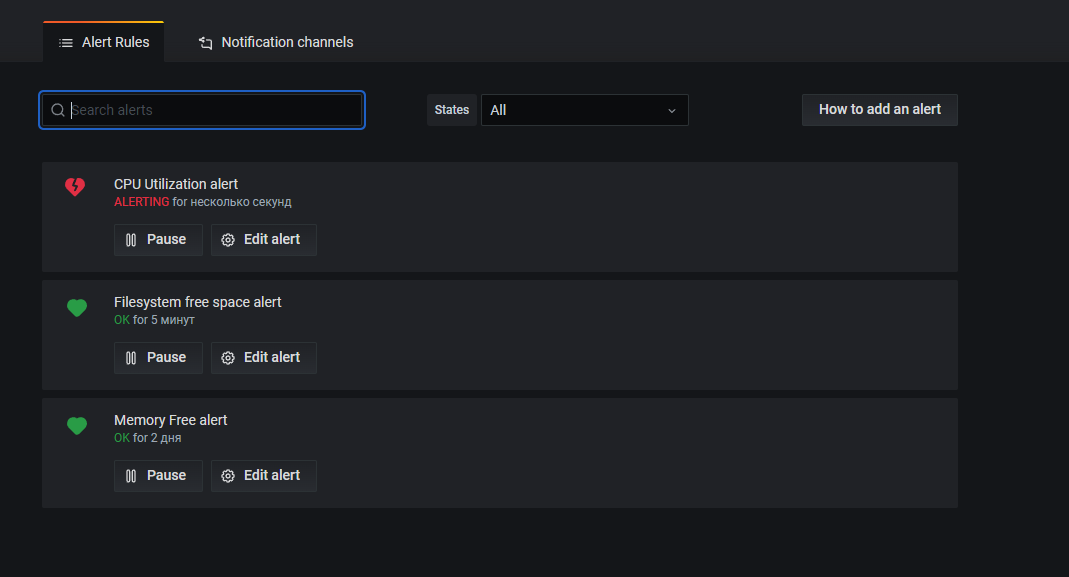 Alert Rules
Notification channels
Search alerts
States
All
How to add an alert
CPU Utilization alert
ALERTING for несколько секунд
Pause
Edit alert
Filesystem free space alert
OK for 5 минут
Pause
Edit alert
Memory Free alert
OK for 2 дня
Pause
Edit alert